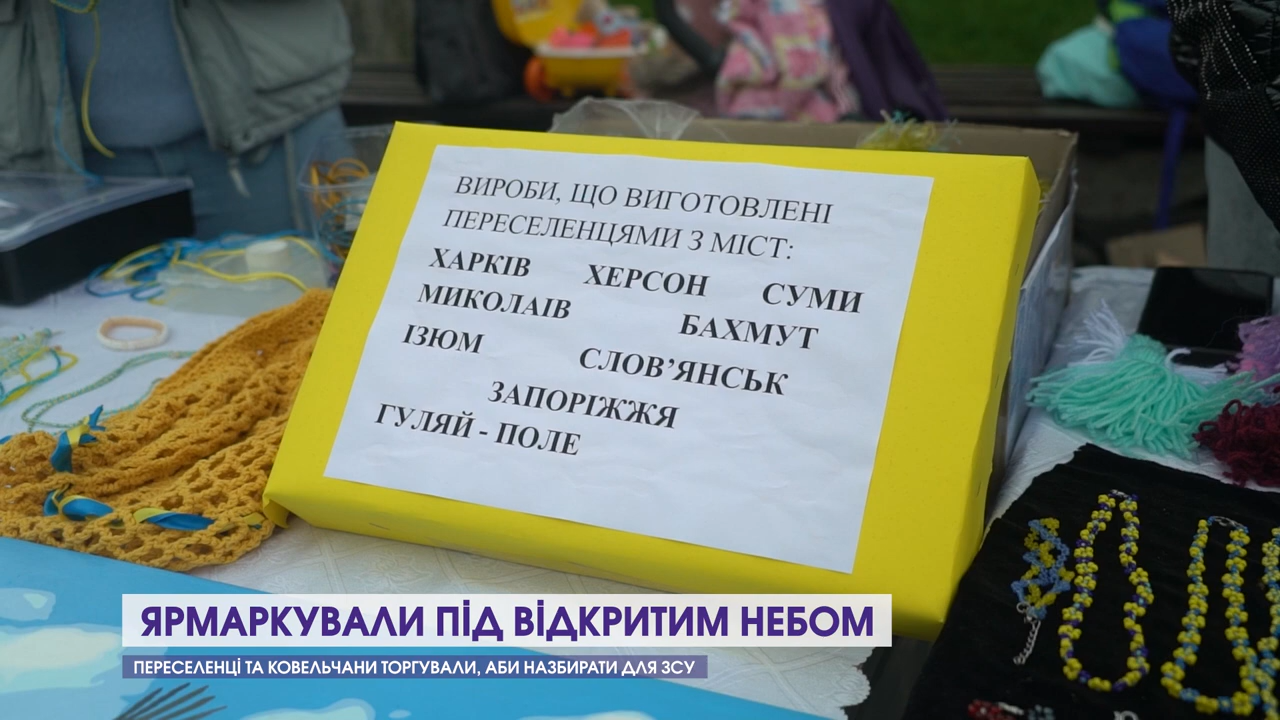 ВИРОБИ, ЩО ВИГОТОВЛЕНІ
ПЕРЕСЕЛЕНЦЯМИ З МІСТ:
ХАРКІВ ХЕРСОН СУМИ
МИКОЛАІВ БАХМУТ
ІЗЮМ СЛОВ’ЯНСЬК
ЗАПОРІЖЖЯ
ГУЛЯЙ - ПОЛЕ
ЯРМАРКУВАЛИ ПІД ВІДКРИТИМ НЕБОМ
ПЕРЕСЕЛЕНЦІ ТА КОВЕЛЬЧАНИ ТОРГУВАЛИ, АБИ НАЗБИРАТИ ДЛЯ ЗСУ